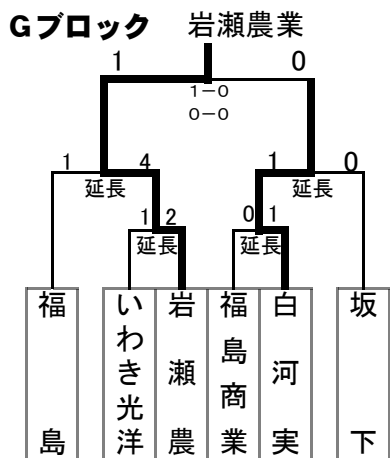 Gブロック 岩瀬農業
1 0
1－0
0－0
1 4 1 0
延長 延長
1 2 0 1
延長 延長
福島
いわき光洋
岩瀬農
福島商業
白河実
坂下